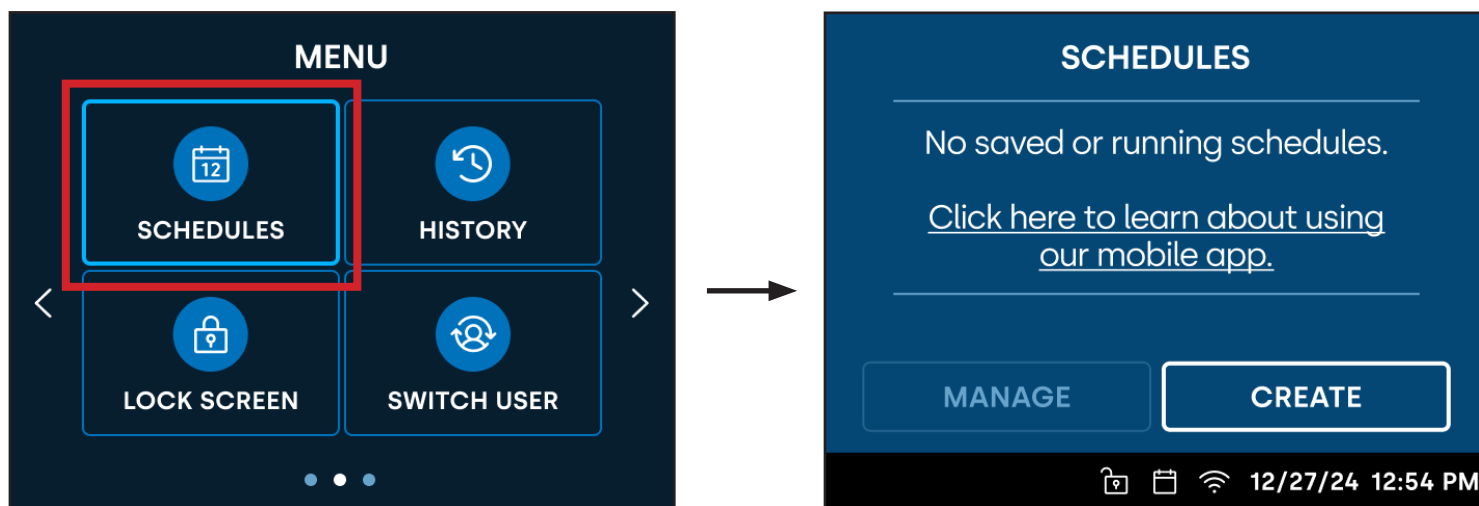 MENU
12
SCHEDULES
HISTORY
LOCK SCREEN
SWITCH USER
SCHEDULES
No saved or running schedules.
Click here to learn about using
our mobile app.
MANAGE
CREATE
12/27/24 12:54 PM